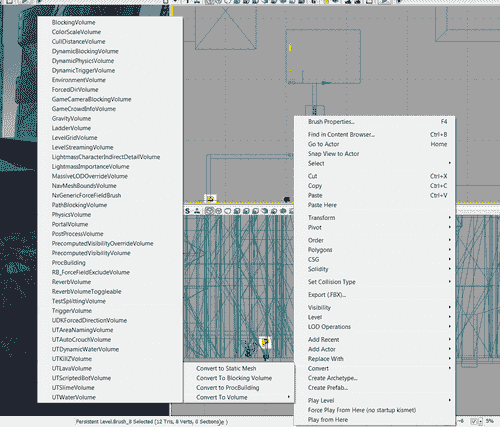 BlockingVolume
ColorScaleVolume
CullDistanceVolume
DynamicBlockingVolume
DynamicPhysicsVolume
DynamicTriggerVolume
EnvironmentVolume
ForcedDirVolume
GameCameraBlockingVolume
GameCrowdInfoVolume
GravityVolume
LadderVolume
LevelGridVolume
LevelStreamingVolume
LightmassCharacterIndirectDetailVolume
LightmassImportanceVolume
MassiveLODOverrideVolume
NavMeshBoundsVolume
NxGenericForceFieldBrush
PathBlockingVolume
PhysicsVolume
PortalVolume
PostProcessVolume
PrecomputedVisibilityOverrideVolume
PrecomputedVisibilityVolume
ProcBuilding
RB_ForceFieldExcludeVolume
ReverbVolume
ReverbVolumeToggleable
TestSplittingVolume
TriggerVolume
UDKForcedDirectionVolume
UTAreaNamingVolume
UTAutoCrouchVolume
UTDynamicWaterVolume
UTKillZVolume
UTLavaVolume
UTScriptedBotVolume
UTSlimeVolume
UTWaterVolume
Convert to Static Mesh
Convert To Blocking Volume
Convert to ProcBuilding
Convert To Volume
Brush Properties... F4
Find in Content Browser... Ctrl+B
Go to Actor Home
Snap View to Actor
Select
Cut Ctrl+X
Copy Ctrl+C
Paste Ctrl+V
Paste Here
Transform
Pivot
Order
Polygons
CSG
Solidity
Set Collision Type
Export (.FBX)...
Visibility
Level
LOD Operations
Add Recent
Add Actor
Replace With
Convert
Create Archetype...
Create Prefab...
Play Level
Force Play From Here (no startup kismet)
Play from Here
Persistent Level.Brush_8 Selected (12 Tris, 8 Verts, 6 Sections)
5%